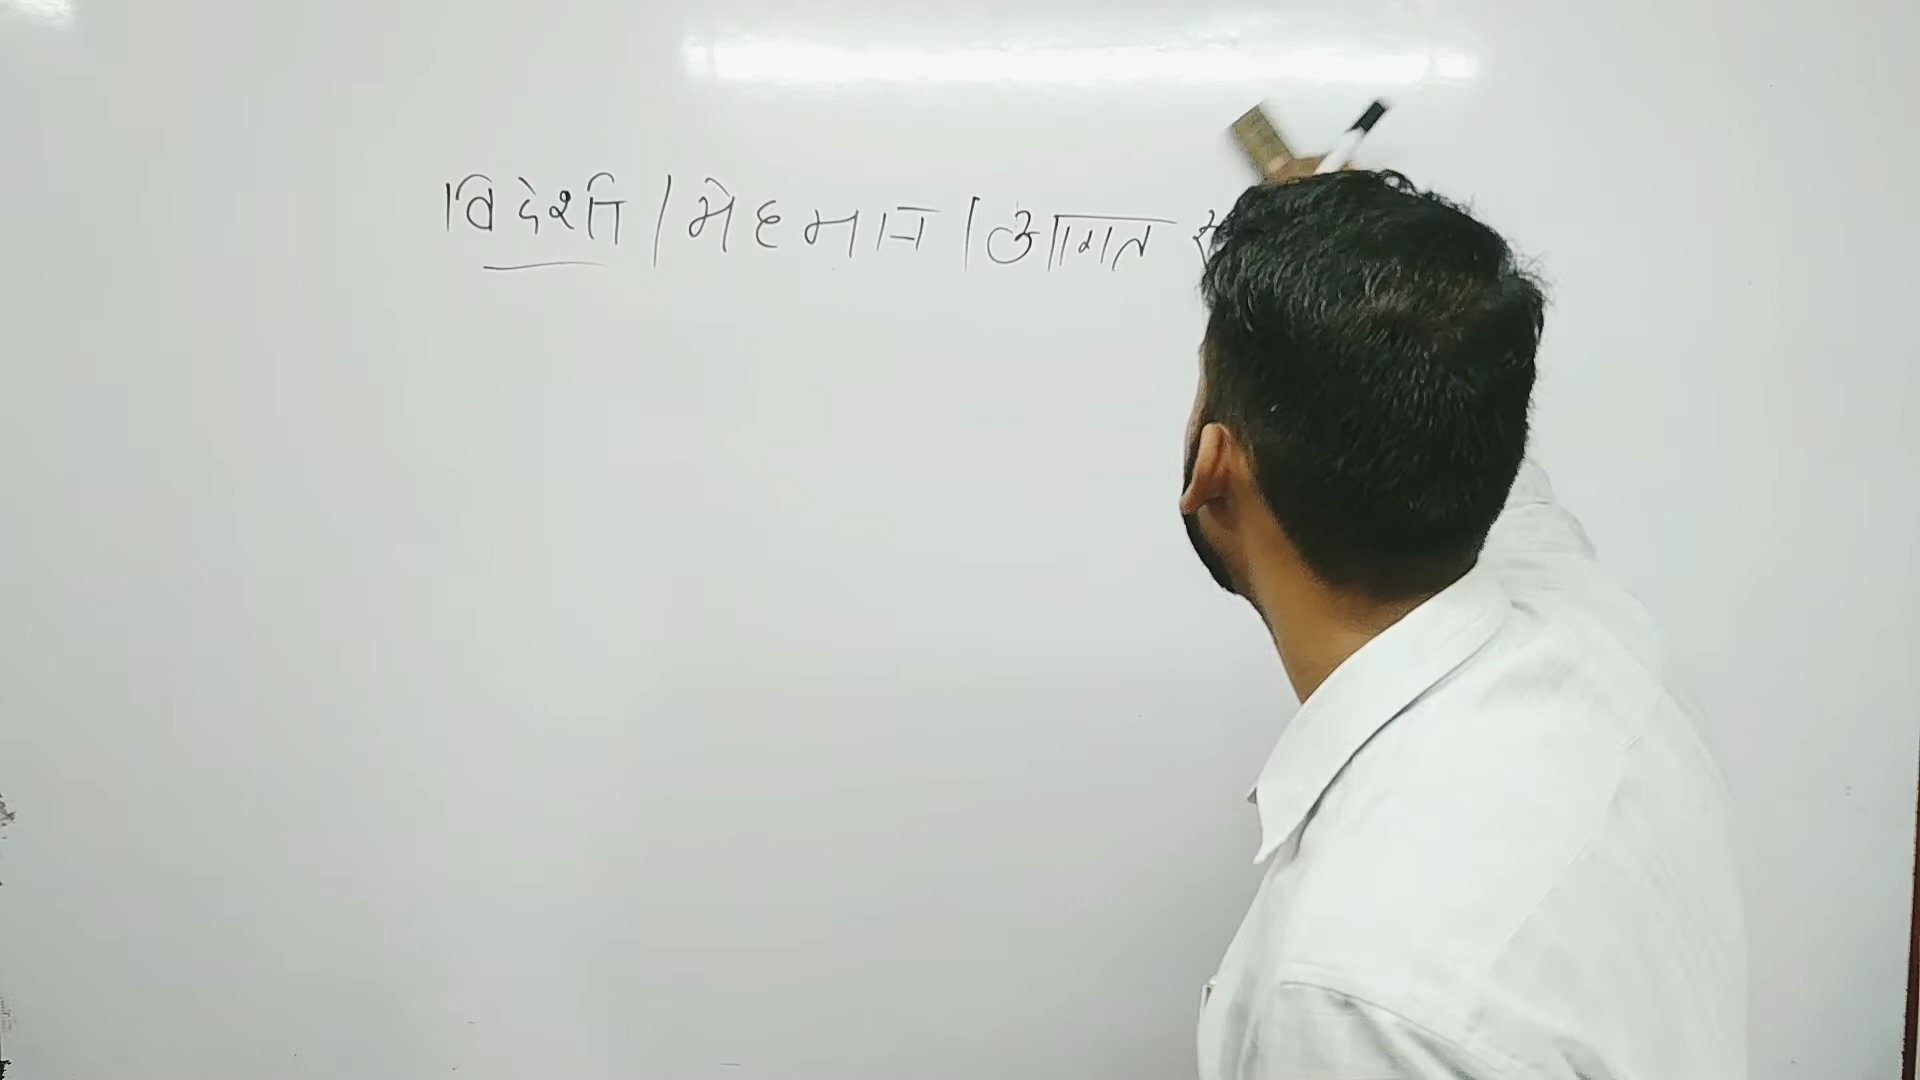 विदेशी / मेहमान / आगत